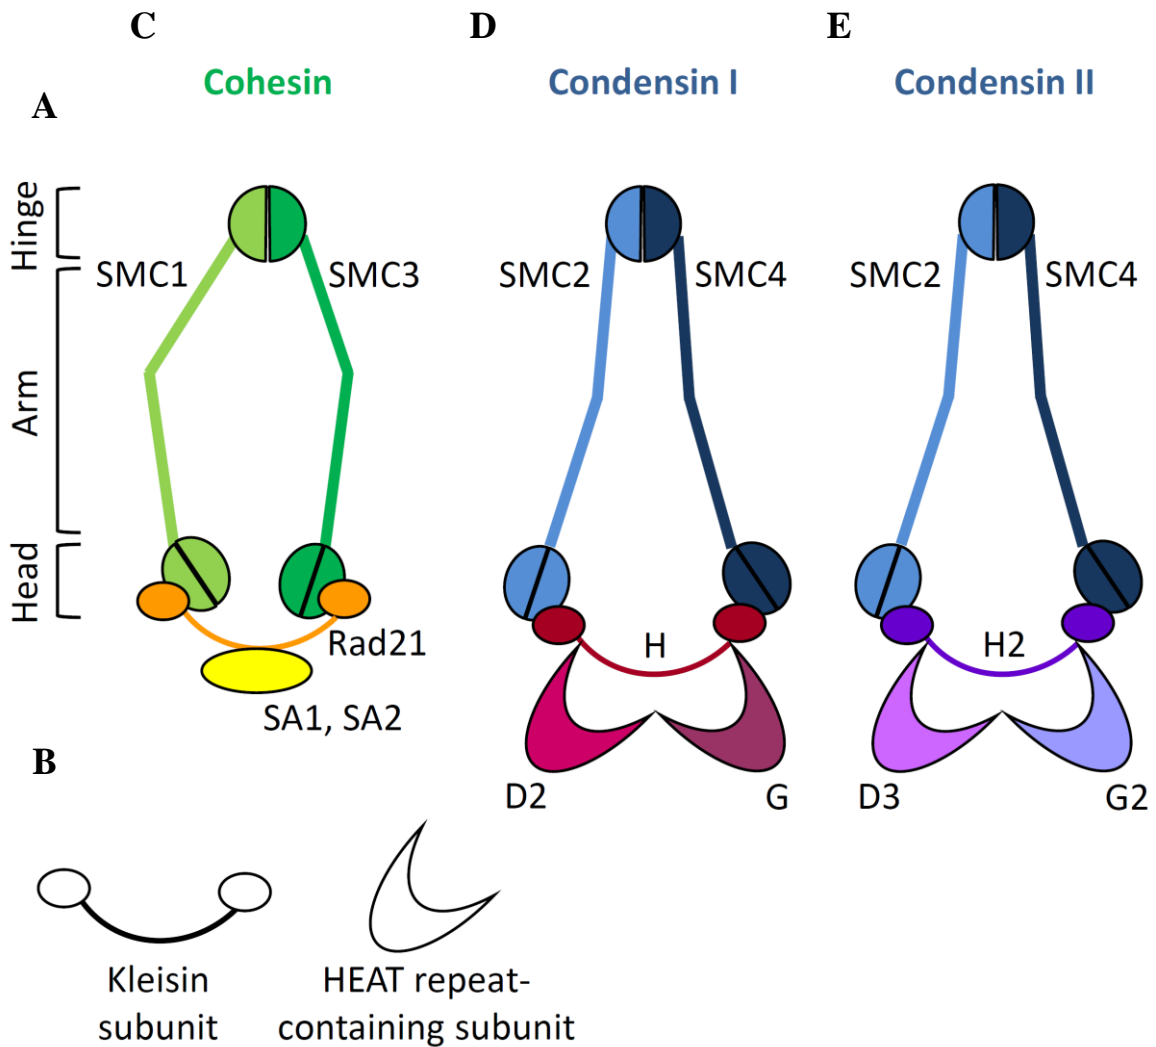 C D E
Cohesin Condensin I Condensin II
A
Hinge
SMC1 SMC3 SMC2 SMC4 SMC2 SMC4
Arm
Head
Rad21 H H2
SA1, SA2
B
D2 G D3 G2
Kleisin HEAT repeat-
subunit containing subunit